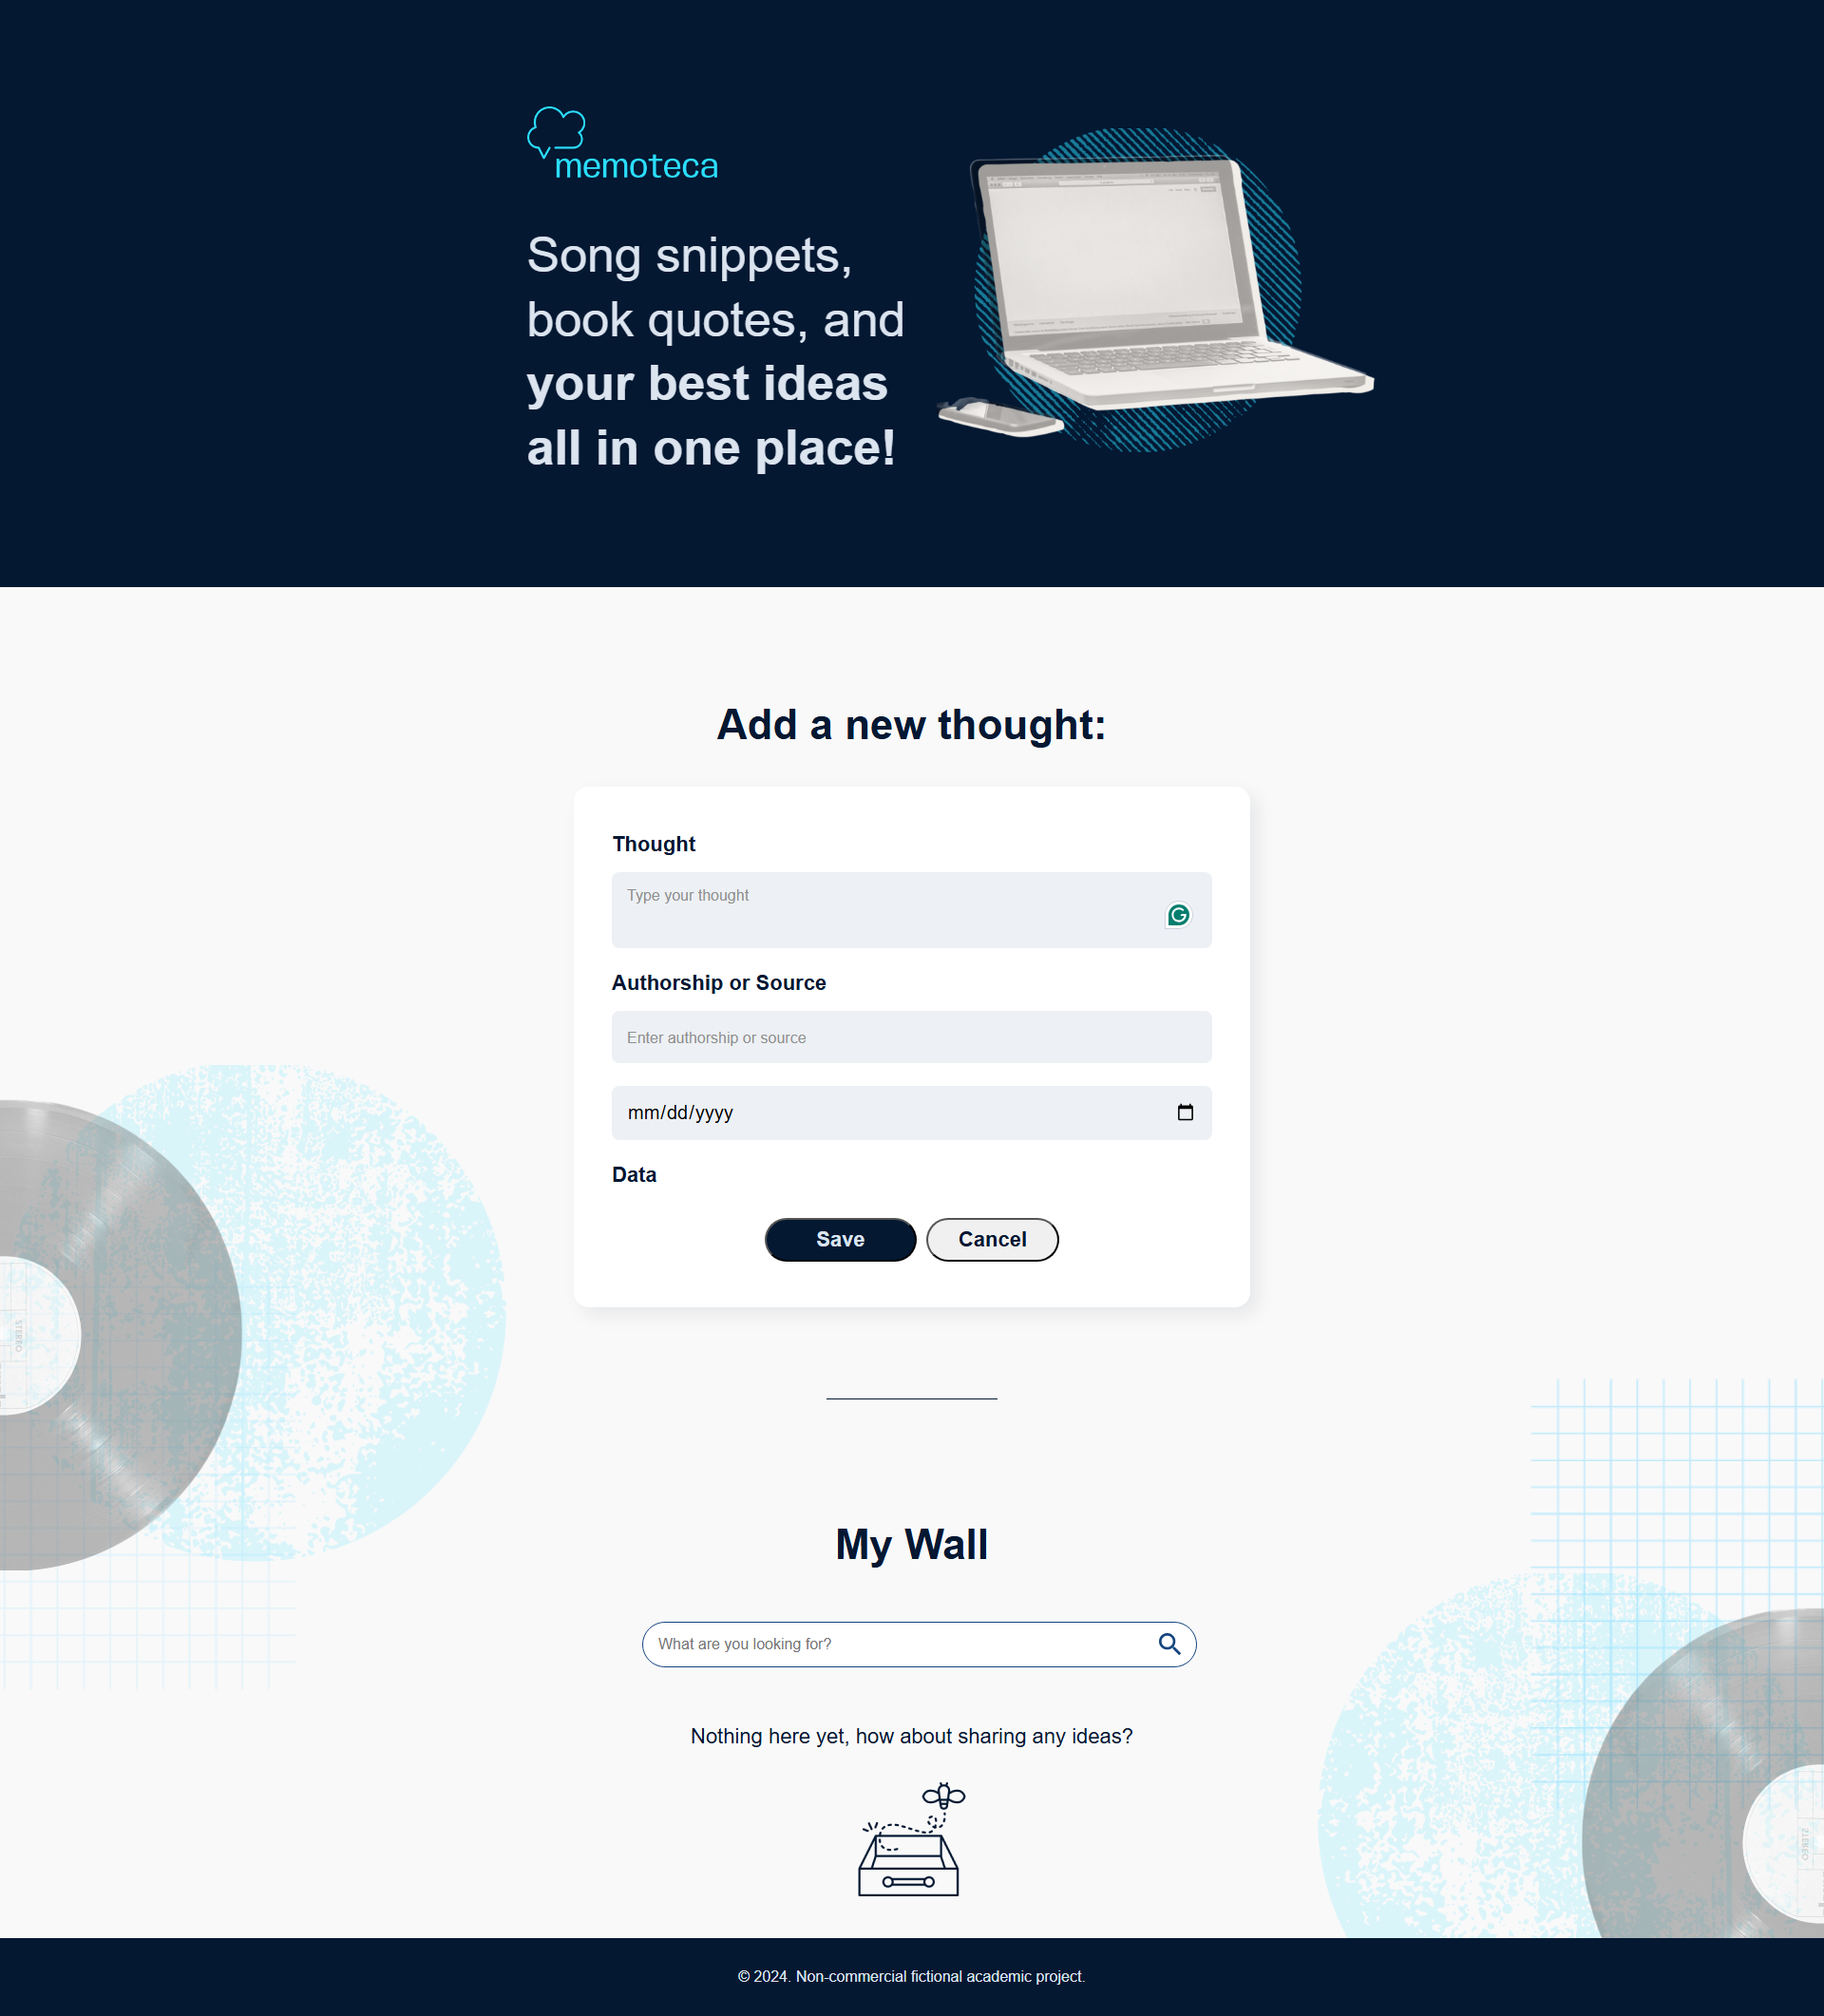 memoteca
Song snippets,
book quotes, and
your best ideas
all in one place!
Add a new thought:
Thought
Type your thought
Authorship or Source
Enter authorship or source
mm/dd/yyyy
Data
Save
Cancel
STEREO
My Wall
What are you looking for?
Nothing here yet, how about sharing any ideas?
STEREO
© 2024. Non-commercial fictional academic project.